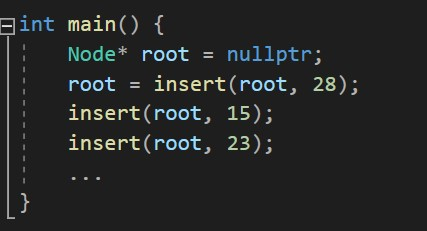 int main() {
Node* root = nullptr;
root = insert(root, 28);
insert(root, 15);
insert(root, 23);
...
}